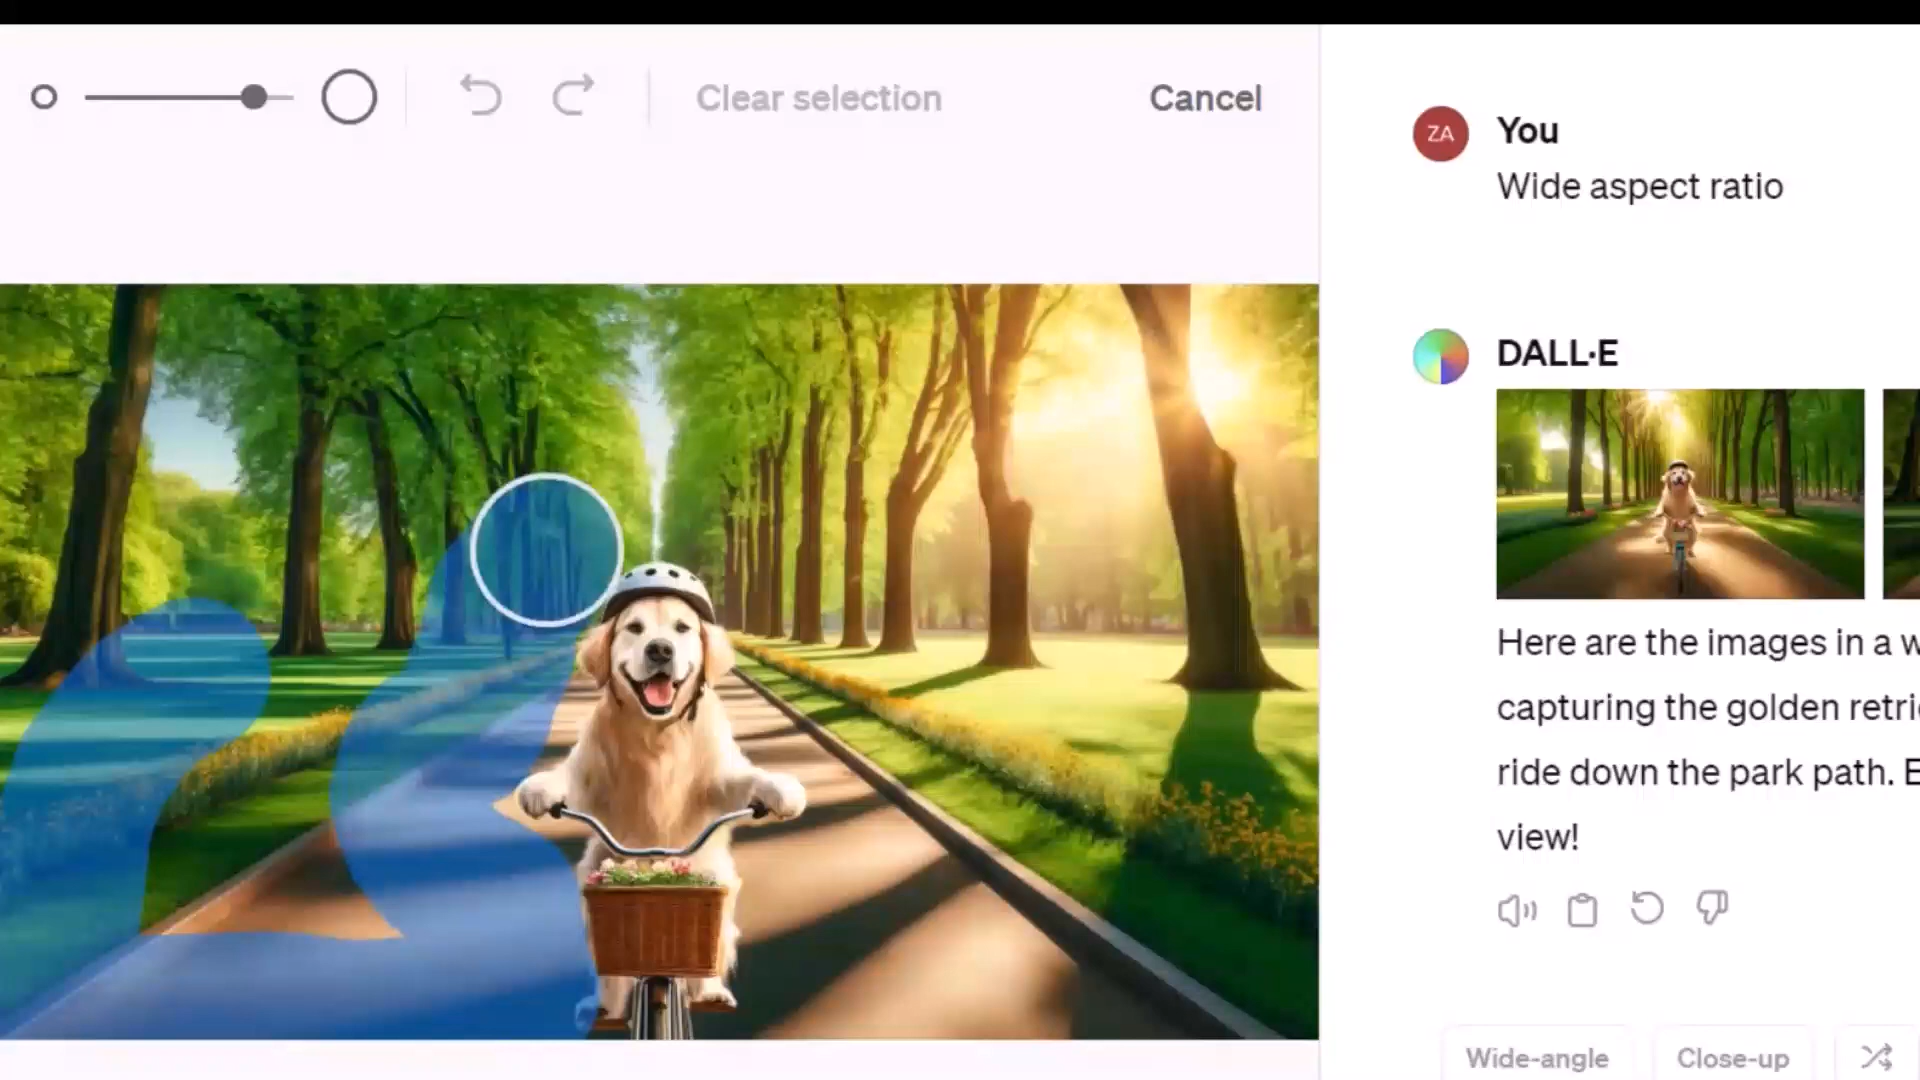 Clear selection
Cancel
ZA
You
Wide aspect ratio
DALL·E
Here are the images in a
capturing the golden
ride down the park path.
view!
Wide-angle
Close-up